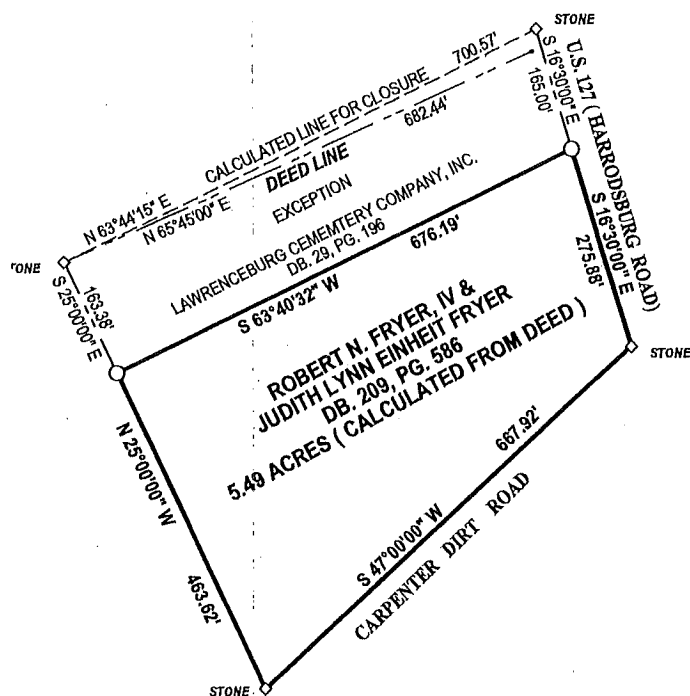 STONE
U.S. 127 ( HARRODSBURG ROAD)
S 16°30'00" E
165.00'
700.57'
CALCULATED LINE FOR CLOSURE
N 63°44'15" E
682.44'
DEED LINE
N 65°45'00" E
EXCEPTION
LAWRENCEBURG CEMEMTERY COMPANY, INC.
DB. 29, PG. 196
676.19'
S 63°40'32" W
TONE
163.38'
S 25°00'00" E
S 16°30'00" E
275.88'
STONE
ROBERT N. FRYER, IV &
JUDITH LYNN EINHEIT FRYER
DB. 209, PG. 586
5.49 ACRES ( CALCULATED FROM DEED )
N 25°00'00" W
463.62'
667.92'
S 47°00'00" W
CARPENTER DIRT ROAD
STONE